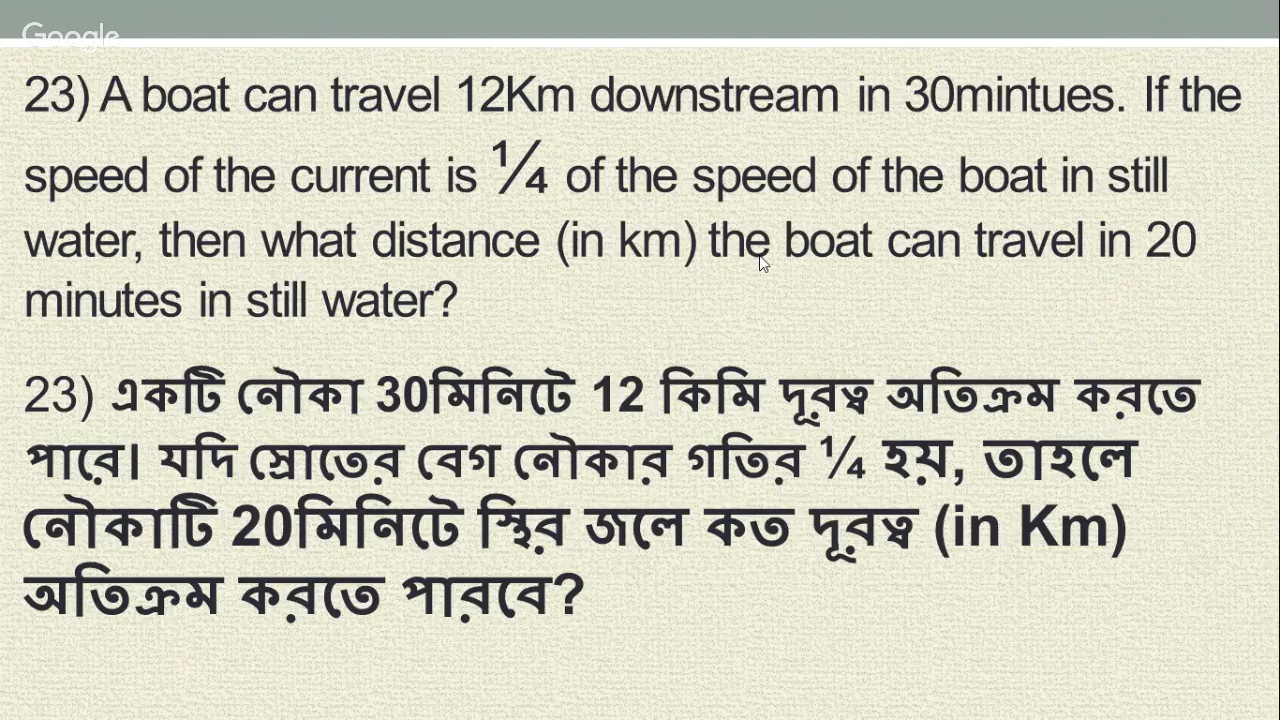 Google
23) A boat can travel 12Km downstream in 30mintues. If the
speed of the current is ¼ of the speed of the boat in still
water, then what distance (in km) the boat can travel in 20
minutes in still water?
23) একটি নৌকা 30মিনিটে 12 কিমি দূরত্ব অতিক্রম করতে
পারে। যদি স্রোতের বেগ নৌকার গতির ¼ হয়, তাহলে
নৌকাটি 20মিনিটে স্থির জলে কত দূরত্ব (in Km)
অতিক্রম করতে পারবে?